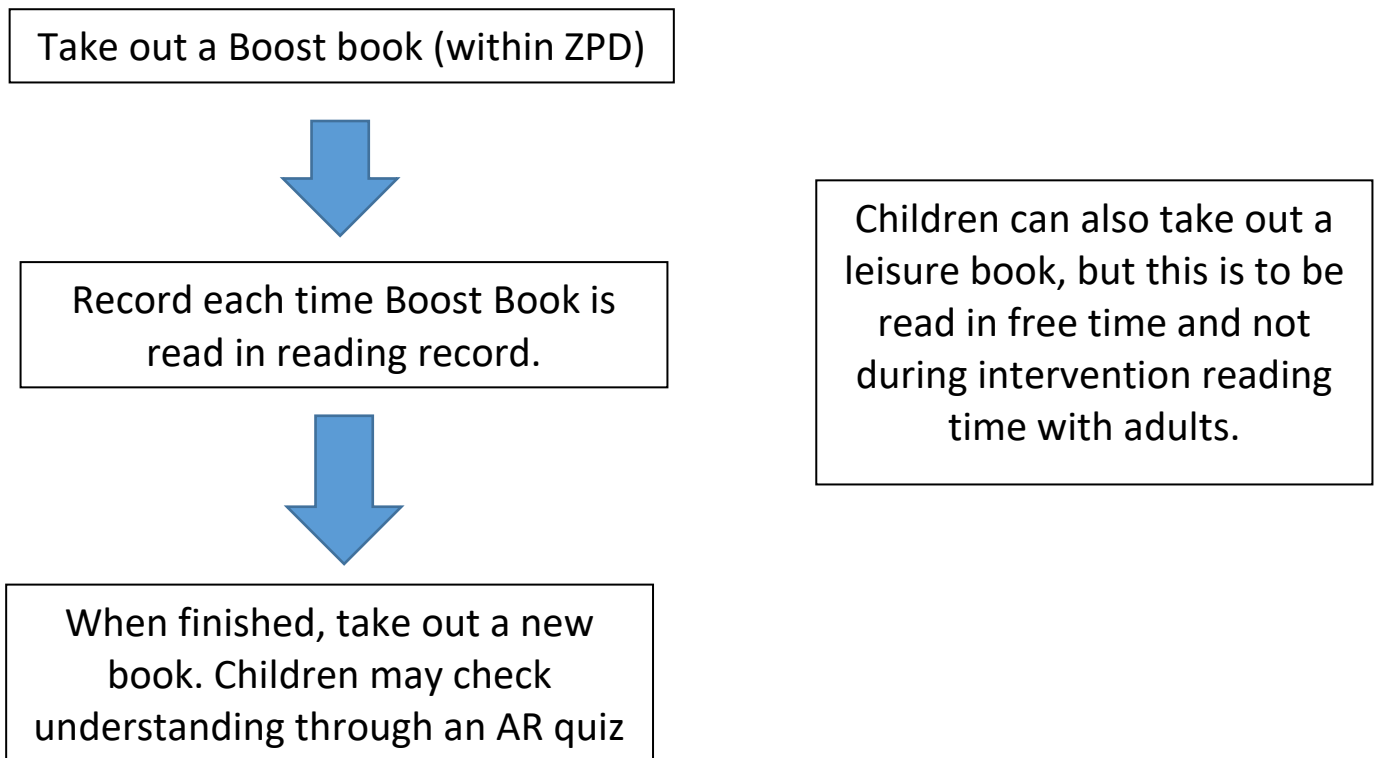 Take out a Boost book (within ZPD)
Record each time Boost Book is
read in reading record.
When finished, take out a new
book. Children may check
understanding through an AR quiz
Children can also take out a
leisure book, but this is to be
read in free time and not
during intervention reading
time with adults.